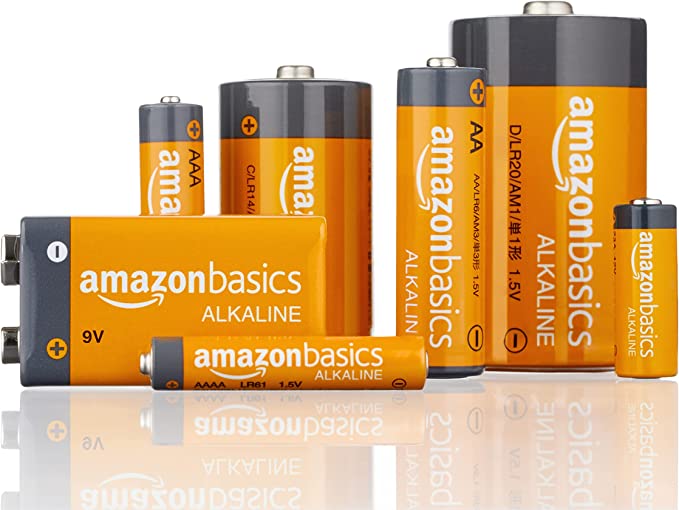 +
AAA
amazon
+
C/LR14/
amazon
+
AA
AA/LR6/AM3/単3形 1.5V
amazonbasics
ALKALINE
D/LR20/AM1/単1形 1.5V
amazonbasics
ALKALINE
amazonbasics
ALKALINE
amazonbasics
ALKALINE
9V
+
amazonbasics
ALKALINE
AAAA LR61 1.5V